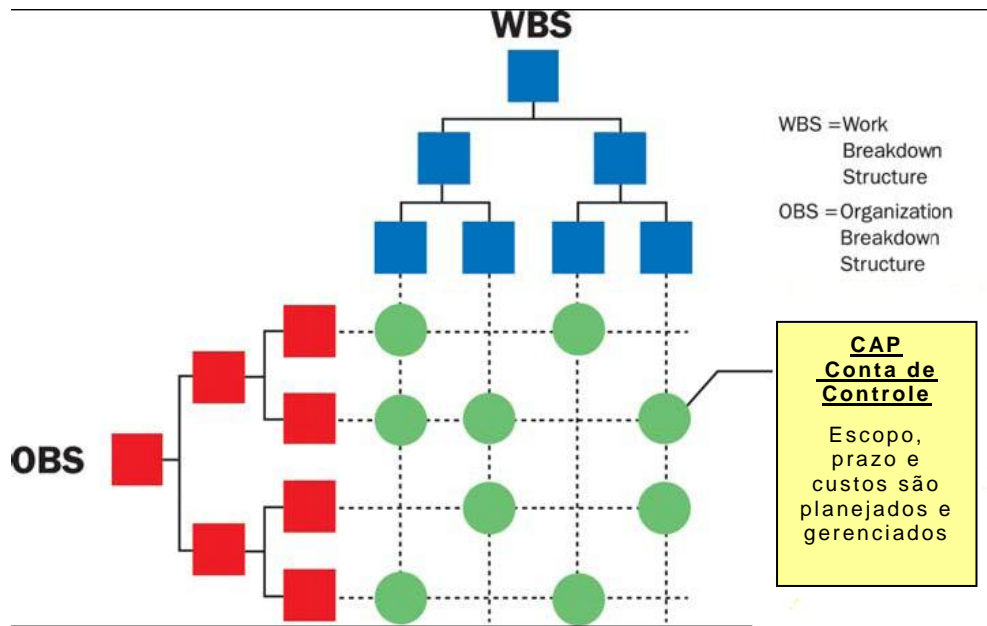 WBS
WBS =Work
Breakdown
Structure
OBS =Organization
Breakdown
Structure
OBS
CAP
Conta de
Controle
Escopo,
prazo e
custos são
planejados e
gerenciados